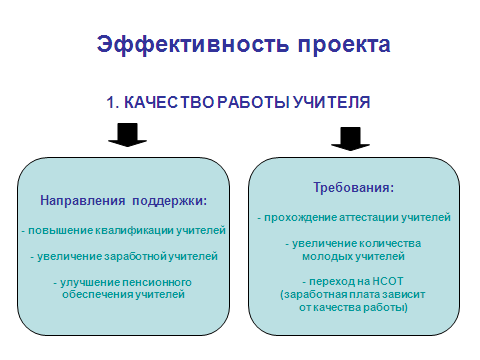 Эффективность проекта
1. КАЧЕСТВО РАБОТЫ УЧИТЕЛЯ
Направления поддержки:
- повышение квалификации учителей
- увеличение заработной учителей
- улучшение пенсионного
обеспечения учителей
Требования:
- прохождение аттестации учителей
- увеличение количества
молодых учителей
- переход на НСОТ
(заработная плата зависит
от качества работы)